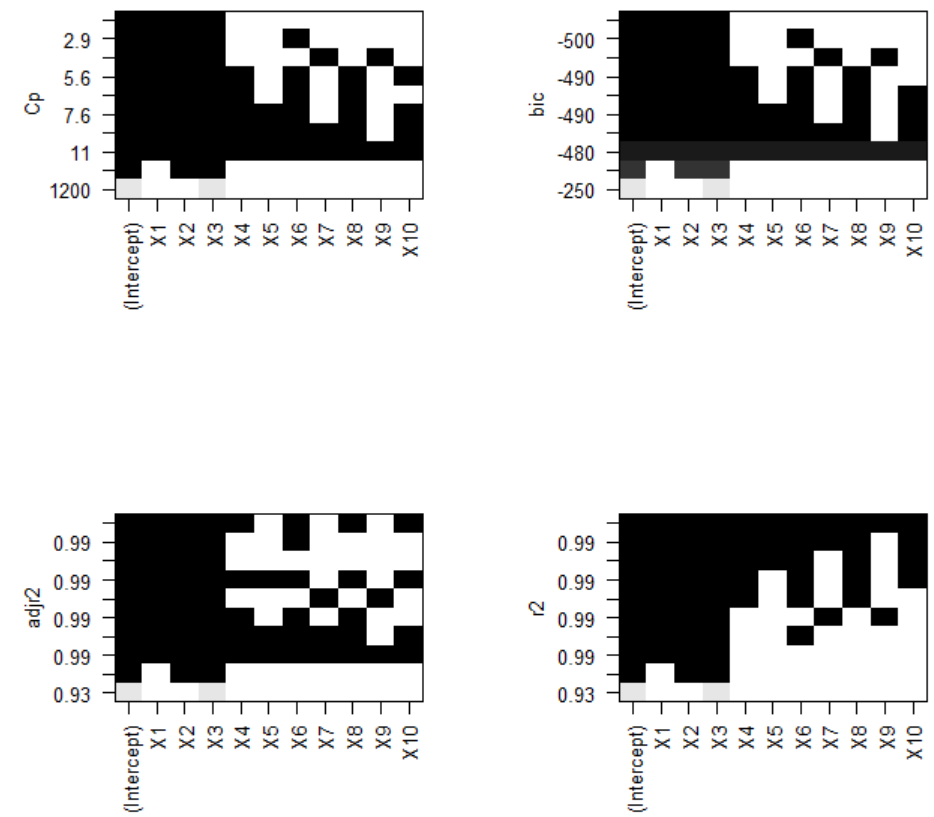 Cp
2.9
5.6
7.6
11
1200
(Intercept)
X1
X2
X3
X4
X5
X6
X7
X8
X9
X10
bic
-500
-490
-490
-480
-250
(Intercept)
X1
X2
X3
X4
X5
X6
X7
X8
X9
X10
adjr2
0.99
0.99
0.99
0.99
0.93
(Intercept)
X1
X2
X3
X4
X5
X6
X7
X8
X9
X10
r2
0.99
0.99
0.99
0.99
0.93
(Intercept)
X1
X2
X3
X4
X5
X6
X7
X8
X9
X10